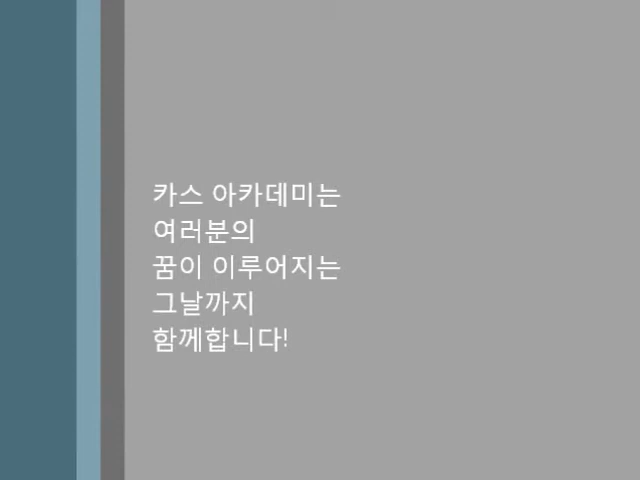 카스 아카데미는
여러분의
꿈이 이루어지는
그날까지
함께합니다!